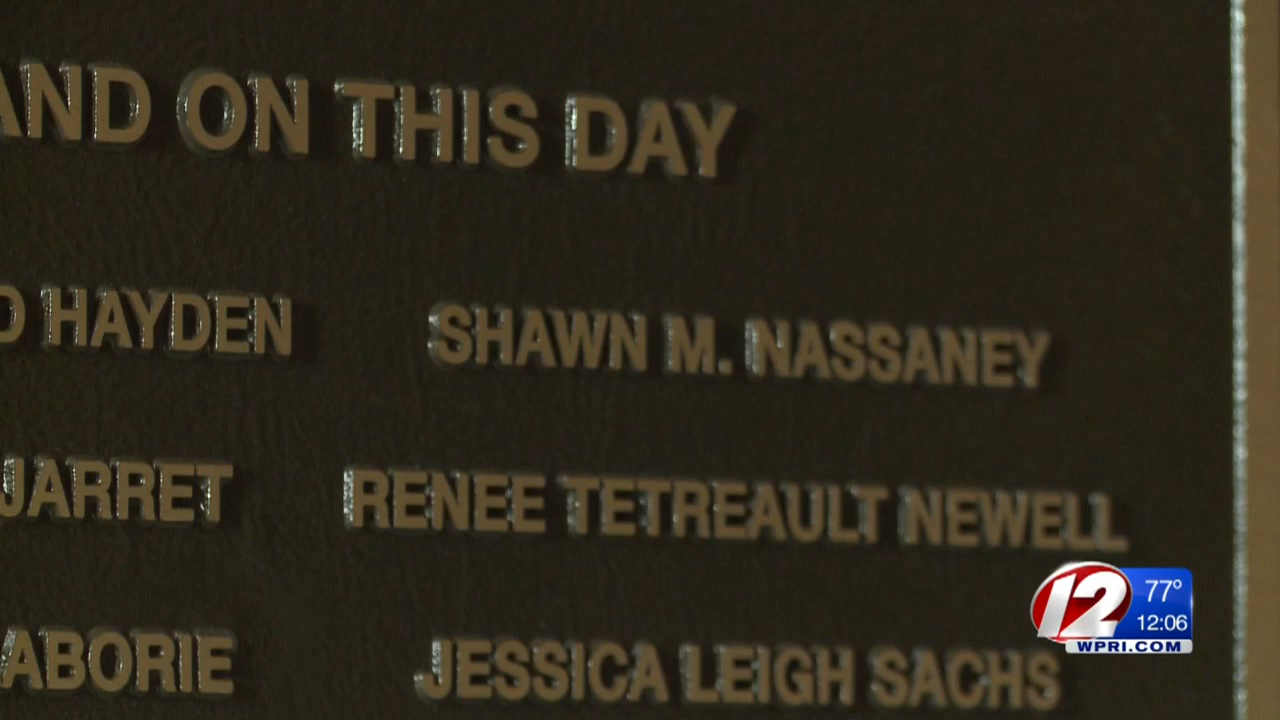 AND ON THIS DAY
D HAYDEN SHAWN M. NASSANEY
JARRET RENEE TETREAULT NEWELL
ABORIE JESSICA LEIGH SACHS
12 77°
12:06
WPRI.COM